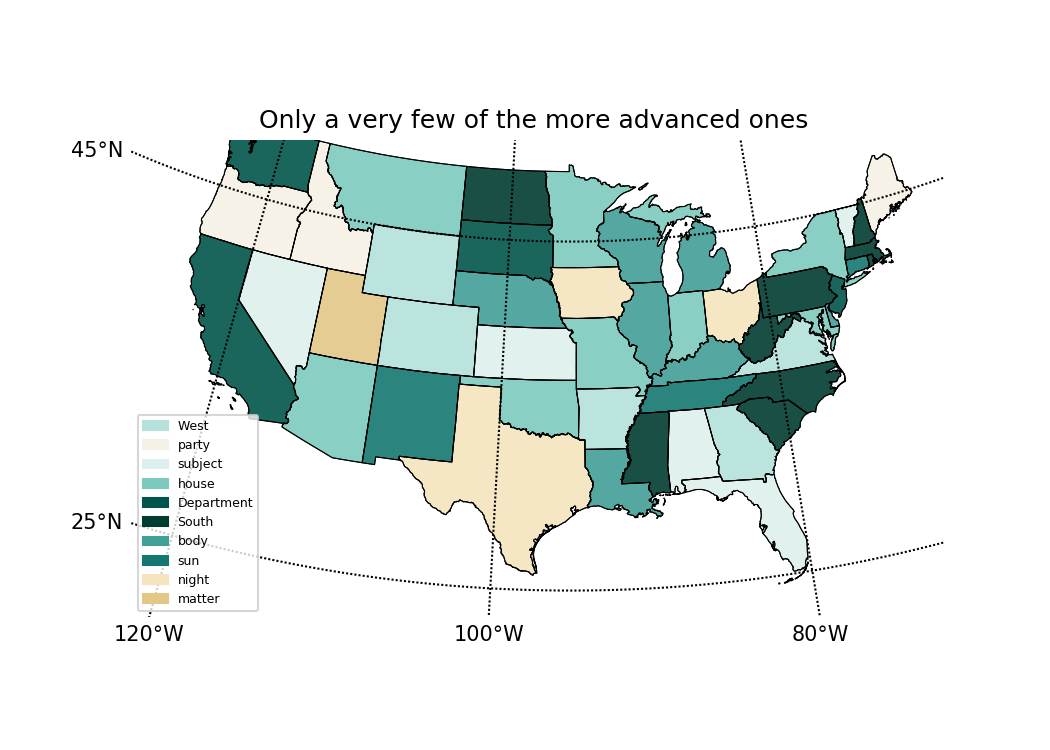 Only a very few of the more advanced ones
45°N
25°N
West
party
subject
house
Department
South
body
sun
night
matter
120°W
100°W
80°W